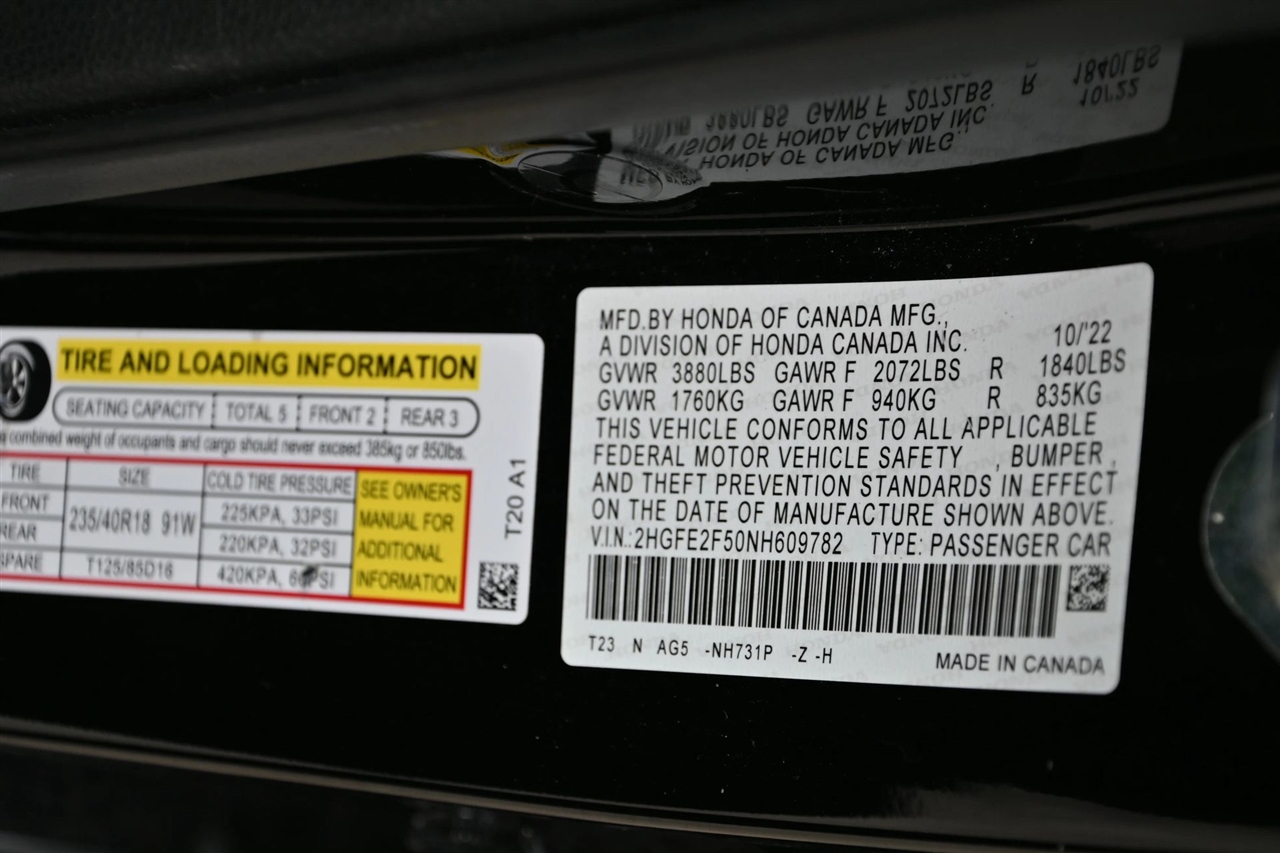 TIRE AND LOADING INFORMATION
SEATING CAPACITY TOTAL 5 FRONT 2 REAR 3
combined weight of occupants and cargo should never exceed 385kg or 850lbs.
TIRE SIZE COLD TIRE PRESSURE
FRONT 235/40R18 91W 225KPA, 33PSI
REAR 220KPA, 32PSI
SPARE T125/85D16 420KPA, 60PSI
SEE OWNER'S
MANUAL FOR
ADDITIONAL
INFORMATION
T20 A1
MFD.BY HONDA OF CANADA MFG.,
A DIVISION OF HONDA CANADA INC. 10/'22
GVWR 3880LBS GAWR F 2072LBS R 1840LBS
GVWR 1760KG GAWR F 940KG R 835KG
THIS VEHICLE CONFORMS TO ALL APPLICABLE
FEDERAL MOTOR VEHICLE SAFETY , BUMPER ,
AND THEFT PREVENTION STANDARDS IN EFFECT
ON THE DATE OF MANUFACTURE SHOWN ABOVE.
V.I.N.:2HGFE2F50NH609782 TYPE: PASSENGER CAR
T23 N AG5 -NH731P -Z -H
MADE IN CANADA